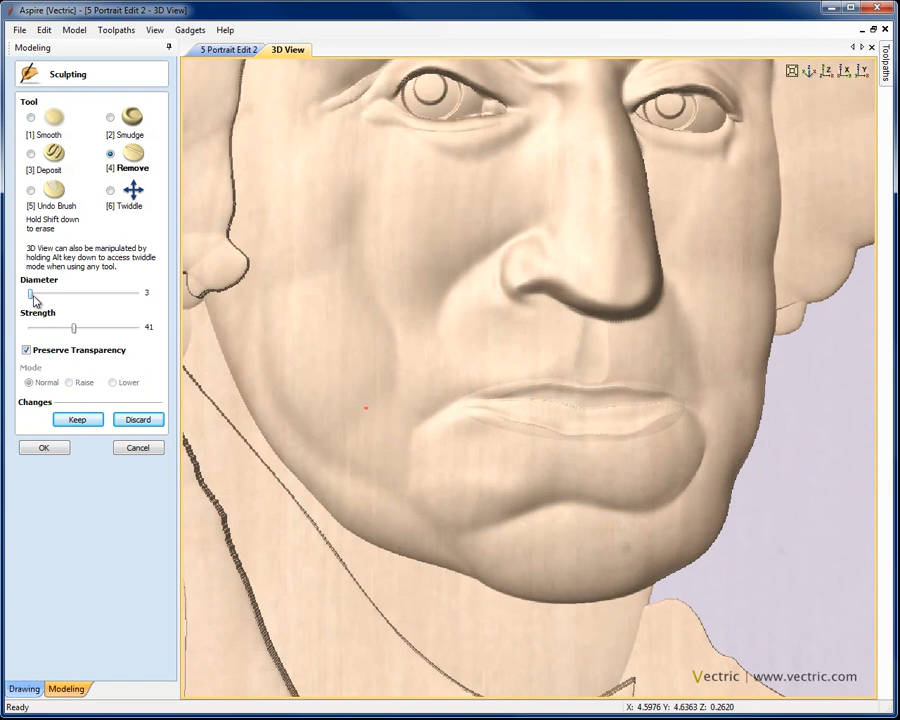 Aspire [Vectric] - [5 Portrait Edit 2 - 3D View]
File Edit Model Toolpaths View Gadgets Help
Modeling
5 Portrait Edit 2 3D View
Toolpaths
Sculpting
Z X Y
Tool
[1] Smooth [2] Smudge
[3] Deposit [4] Remove
[5] Undo Brush [6] Twiddle
Hold Shift down
to erase
3D View can also be manipulated by
holding Alt key down to access twiddle
mode when using any tool.
Diameter
3
Strength
41
Preserve Transparency
Mode
Normal Raise Lower
Changes
Keep Discard
OK Cancel
Vectric | www.vectric.com
Drawing Modeling
Ready X: 4.5976 Y: 4.6363 Z: 0.2620